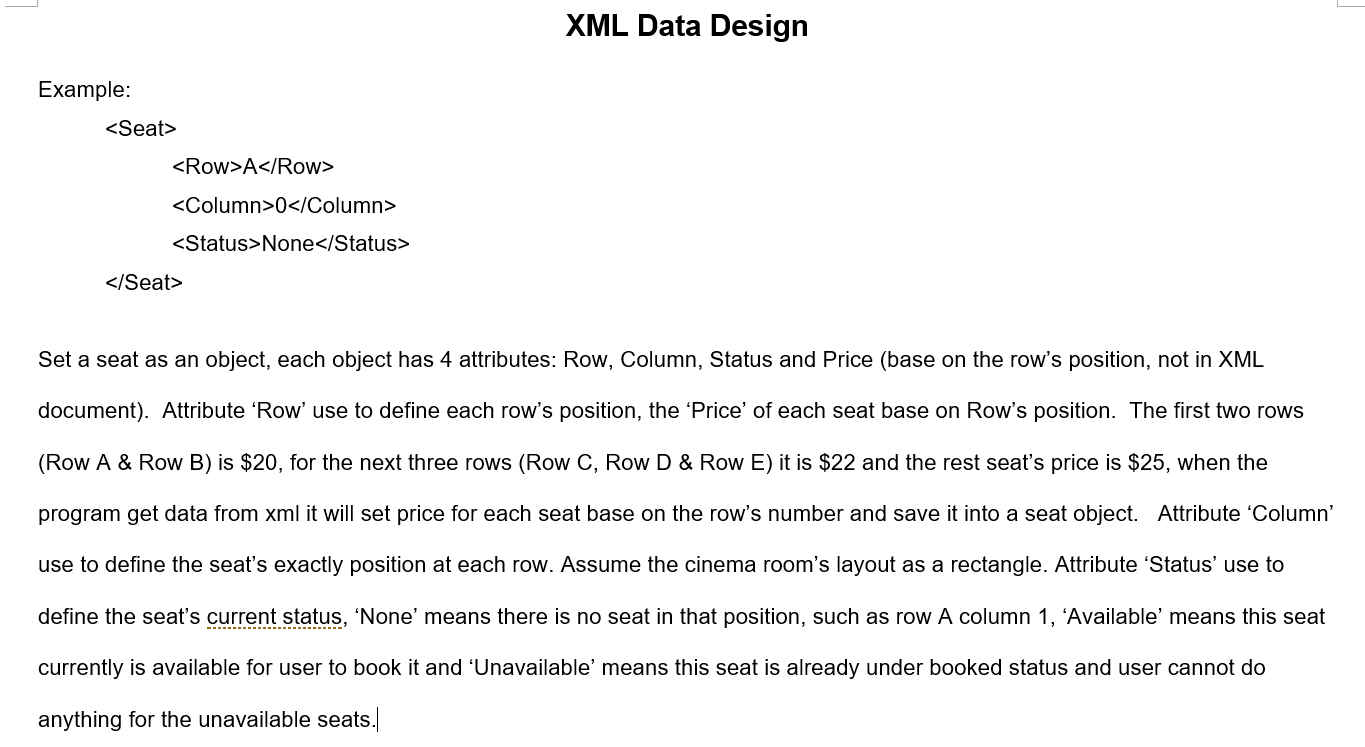 XML Data Design
Example:
<Seat>
<Row>A</Row>
<Column>0</Column>
<Status>None</Status>
</Seat>
Set a seat as an object, each object has 4 attributes: Row, Column, Status and Price (base on the row’s position, not in XML
document).  Attribute ‘Row’ use to define each row’s position, the ‘Price’ of each seat base on Row’s position.  The first two rows
(Row A & Row B) is $20, for the next three rows (Row C, Row D & Row E) it is $22 and the rest seat’s price is $25, when the
program get data from xml it will set price for each seat base on the row’s number and save it into a seat object.   Attribute ‘Column’
use to define the seat’s exactly position at each row. Assume the cinema room’s layout as a rectangle. Attribute ‘Status’ use to
define the seat’s current status, ‘None’ means there is no seat in that position, such as row A column 1, ‘Available’ means this seat
currently is available for user to book it and ‘Unavailable’ means this seat is already under booked status and user cannot do
anything for the unavailable seats.